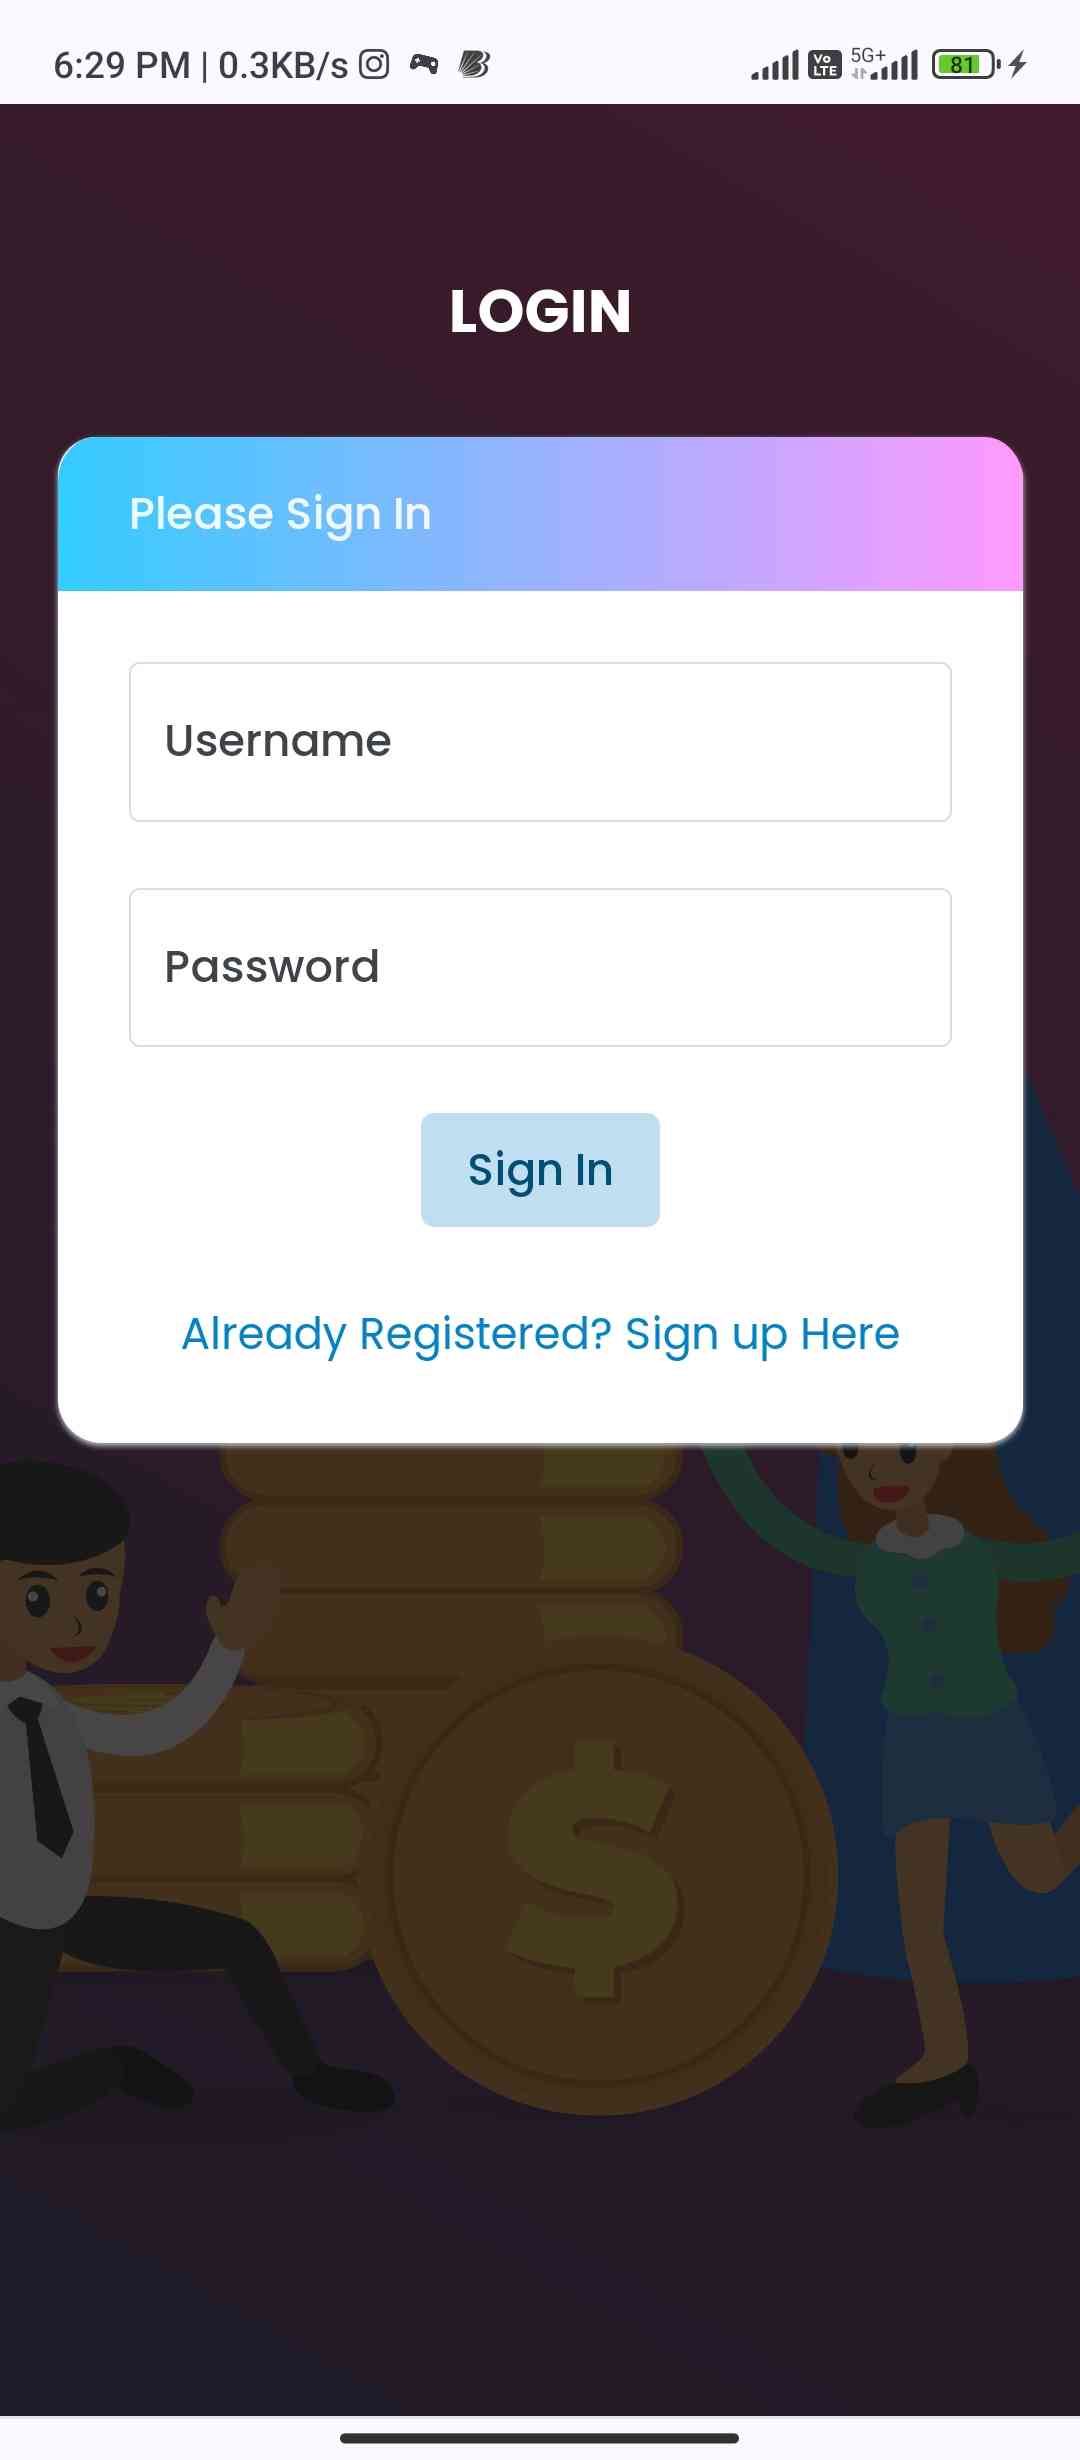 6:29 PM | 0.3KB/s Vo LTE 5G+ 81
LOGIN
Please Sign In
Username
Password
Sign In
Already Registered? Sign up Here
$